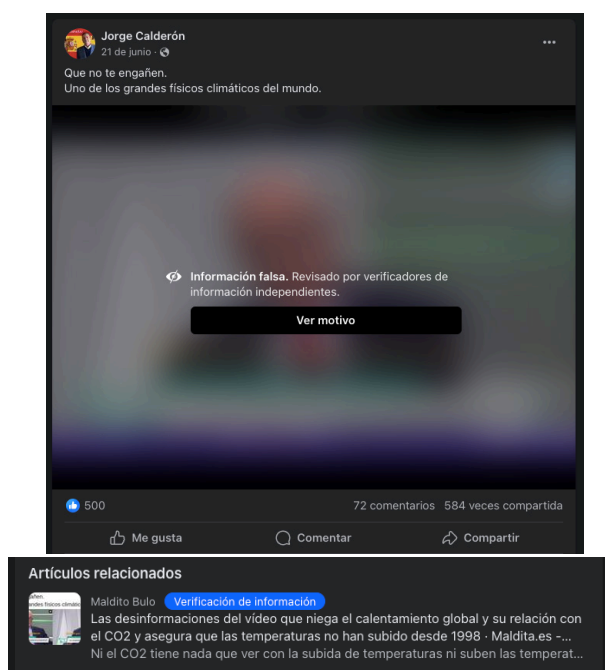 Jorge Calderón
21 de junio ·
Que no te engañen.
Uno de los grandes físicos climáticos del mundo.
Información falsa. Revisado por verificadores de
información independientes.
Ver motivo
500
72 comentarios 584 veces compartida
Me gusta Comentar Compartir
Artículos relacionados
Maldito Bulo Verificación de información
Las desinformaciones del vídeo que niega el calentamiento global y su relación con
el CO2 y asegura que las temperaturas no han subido desde 1998 · Maldita.es -...
Ni el CO2 tiene nada que ver con la subida de temperaturas ni suben las temperat...